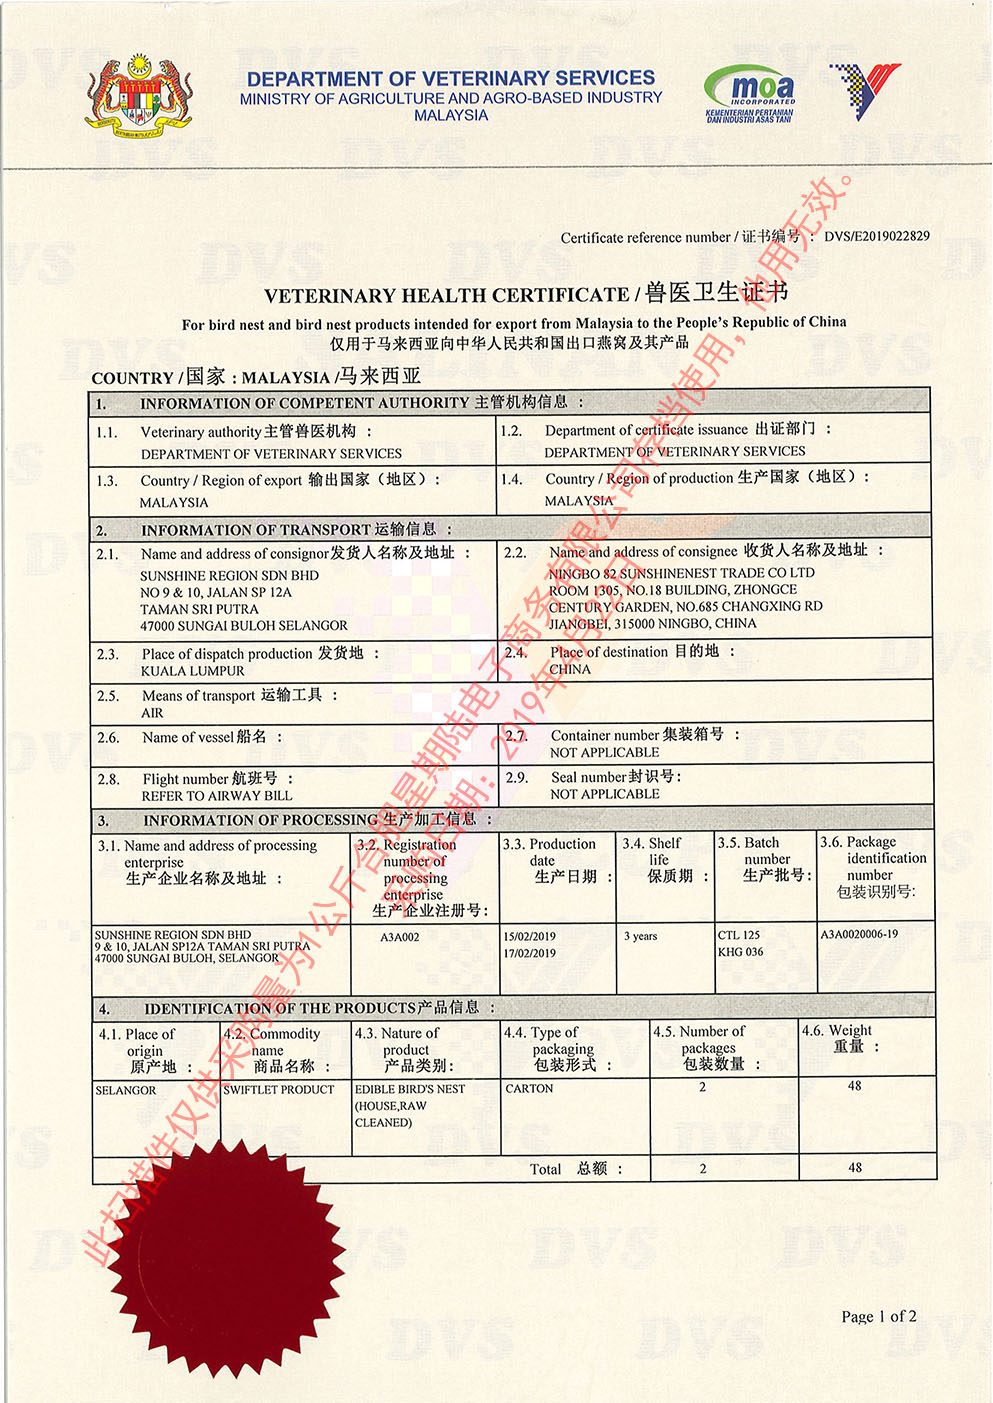 DEPARTMENT OF VETERINARY SERVICES
MINISTRY OF AGRICULTURE AND AGRO-BASED INDUSTRY
MALAYSIA
moa
INCORPORATED
KEMENTERIAN PERTANIAN
DAN INDUSTRI ASAS TANI
Certificate reference number / 证书编号 : DVS/E2019022829
VETERINARY HEALTH CERTIFICATE / 兽医卫生证书
For bird nest and bird nest products intended for export from Malaysia to the People's Republic of China
仅用于马来西亚向中华人民共和国出口燕窝及其产品
COUNTRY / 国家 : MALAYSIA / 马来西亚
1. INFORMATION OF COMPETENT AUTHORITY 主管机构信息 :
1.1. Veterinary authority 主管兽医机构 :
DEPARTMENT OF VETERINARY SERVICES
1.2. Department of certificate issuance 出证部门 :
DEPARTMENT OF VETERINARY SERVICES
1.3. Country / Region of export 输出国家（地区）:
MALAYSIA
1.4. Country / Region of production 生产国家（地区）:
MALAYSIA
2. INFORMATION OF TRANSPORT 运输信息 :
2.1. Name and address of consignor 发货人名称及地址 :
SUNSHINE REGION SDN BHD
NO 9 & 10, JALAN SP 12A
TAMAN SRI PUTRA
47000 SUNGAI BULOH SELANGOR
2.2. Name and address of consignee 收货人名称及地址 :
NINGBO 82 SUNSHINENEST TRADE CO LTD
ROOM 1305, NO.18 BUILDING, ZHONGCE
CENTURY GARDEN, NO.685 CHANGXING RD
JIANGBEI, 315000 NINGBO, CHINA
2.3. Place of dispatch production 发货地 :
KUALA LUMPUR
2.4. Place of destination 目的地 :
CHINA
2.5. Means of transport 运输工具 :
AIR
2.6. Name of vessel 船名 :
2.7. Container number 集装箱号 :
NOT APPLICABLE
2.8. Flight number 航班号 :
REFER TO AIRWAY BILL
2.9. Seal number 封识号:
NOT APPLICABLE
3. INFORMATION OF PROCESSING 生产加工信息 :
3.1. Name and address of processing
enterprise
生产企业名称及地址 :
3.2. Registration
number of
processing
enterprise
生产企业注册号:
3.3. Production
date
生产日期 :
3.4. Shelf
life
保质期 :
3.5. Batch
number
生产批号:
3.6. Package
identification
number
包装识别号:
SUNSHINE REGION SDN BHD
9 & 10, JALAN SP12A TAMAN SRI PUTRA
47000 SUNGAI BULOH, SELANGOR
A3A002
15/02/2019
17/02/2019
3 years
CTL 125
KHG 036
A3A0020006-19
4. IDENTIFICATION OF THE PRODUCTS 产品信息 :
4.1. Place of
origin
原产地 :
4.2. Commodity
name
商品名称 :
4.3. Nature of
product
产品类别:
4.4. Type of
packaging
包装形式 :
4.5. Number of
packages
包装数量 :
4.6. Weight
重量 :
SELANGOR
SWIFTLET PRODUCT
EDIBLE BIRD'S NEST
(HOUSE,RAW
CLEANED)
CARTON
2
48
Total 总额 :
2
48
此扫描件仅供采购量为1公斤合肥星期陆电子商务有限公司存档使用，他用无效。
采购日期：2019年4月22日
Page 1 of 2